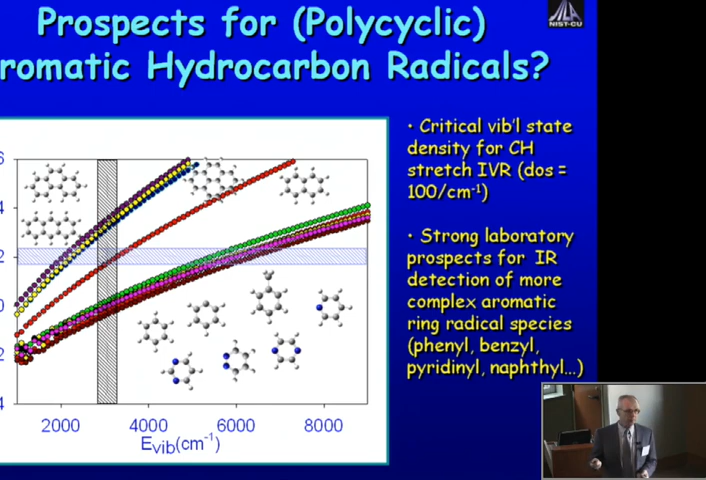 Prospects for (Polycyclic)
romatic Hydrocarbon Radicals?
NIST-CU
• Critical vib'l state
density for CH
stretch IVR (dos =
100/cm⁻¹)
• Strong laboratory
prospects for IR
detection of more
complex aromatic
ring radical species
(phenyl, benzyl,
pyridinyl, naphthyl...)
6
4
2
0
2
4
2000 4000 6000 8000
Evib(cm⁻¹)